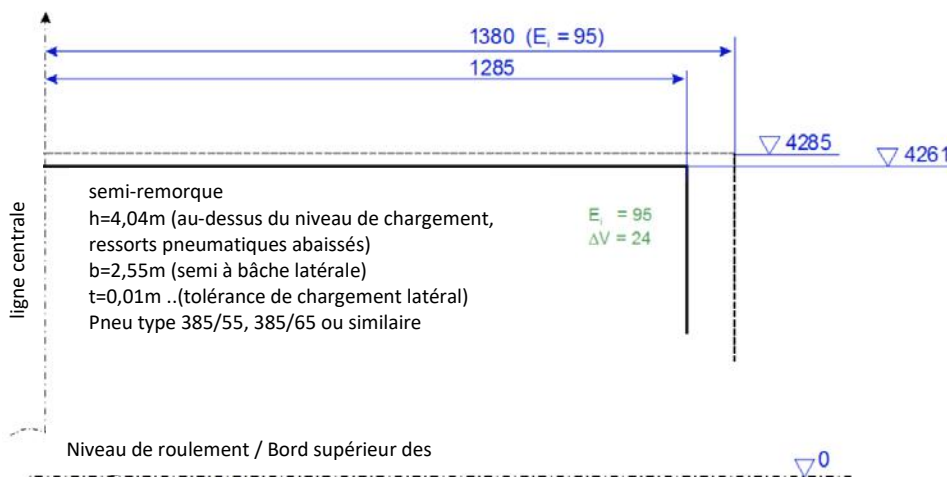 1380 (Ei = 95)
1285
4285
4261
semi-remorque
h=4,04m (au-dessus du niveau de chargement,
ressorts pneumatiques abaissés)
b=2,55m (semi à bâche latérale)
t=0,01m ..(tolérance de chargement latéral)
Pneu type 385/55, 385/65 ou similaire
Ei = 95
ΔV = 24
ligne centrale
Niveau de roulement / Bord supérieur des
0